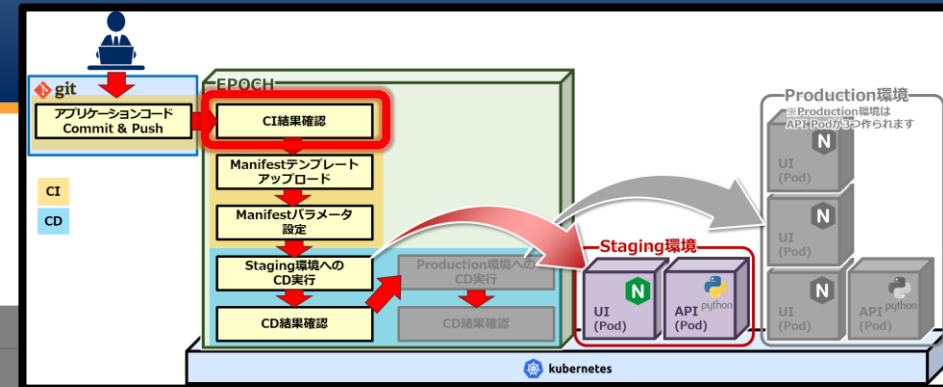 git
アプリケーションコード
Commit & Push
CI
CD
EPOCH
CI結果確認
Manifestテンプレート
アップロード
Manifestパラメータ
設定
Staging環境への
CD実行
CD結果確認
Production環境への
CD実行
CD結果確認
Staging環境
N
UI
(Pod)
python
API
(Pod)
Production環境
※Production環境は
API Podが3つ作られます
N
UI
(Pod)
N
UI
(Pod)
N
UI
(Pod)
python
API
(Pod)
kubernetes